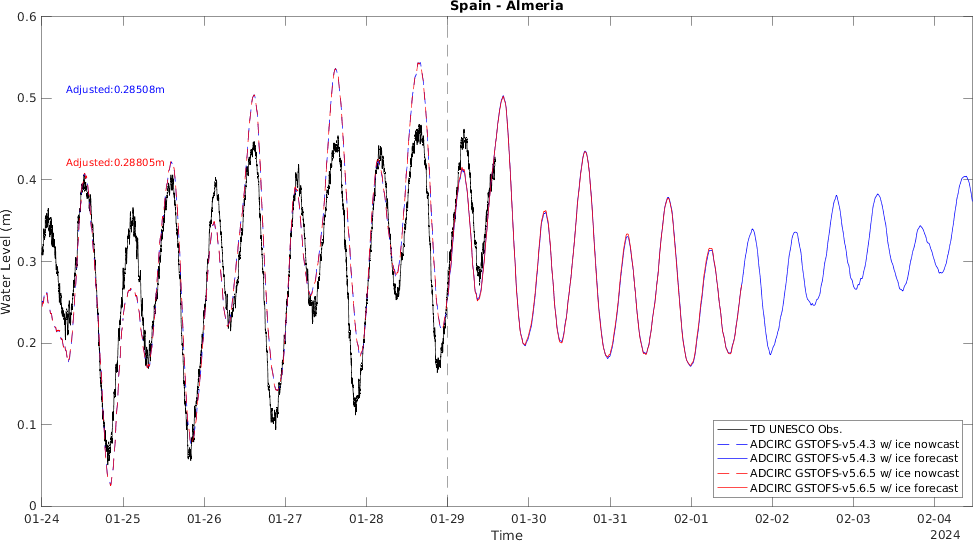 Spain - Almeria
0.6
0.5
0.4
0.3
0.2
0.1
0
Water Level (m)
Adjusted:0.28508m
Adjusted:0.28805m
TD UNESCO Obs.
ADCIRC GSTOFS-v5.4.3 w/ ice nowcast
ADCIRC GSTOFS-v5.4.3 w/ ice forecast
ADCIRC GSTOFS-v5.6.5 w/ ice nowcast
ADCIRC GSTOFS-v5.6.5 w/ ice forecast
01-24 01-25 01-26 01-27 01-28 01-29 01-30 01-31 02-01 02-02 02-03 02-04
Time
2024